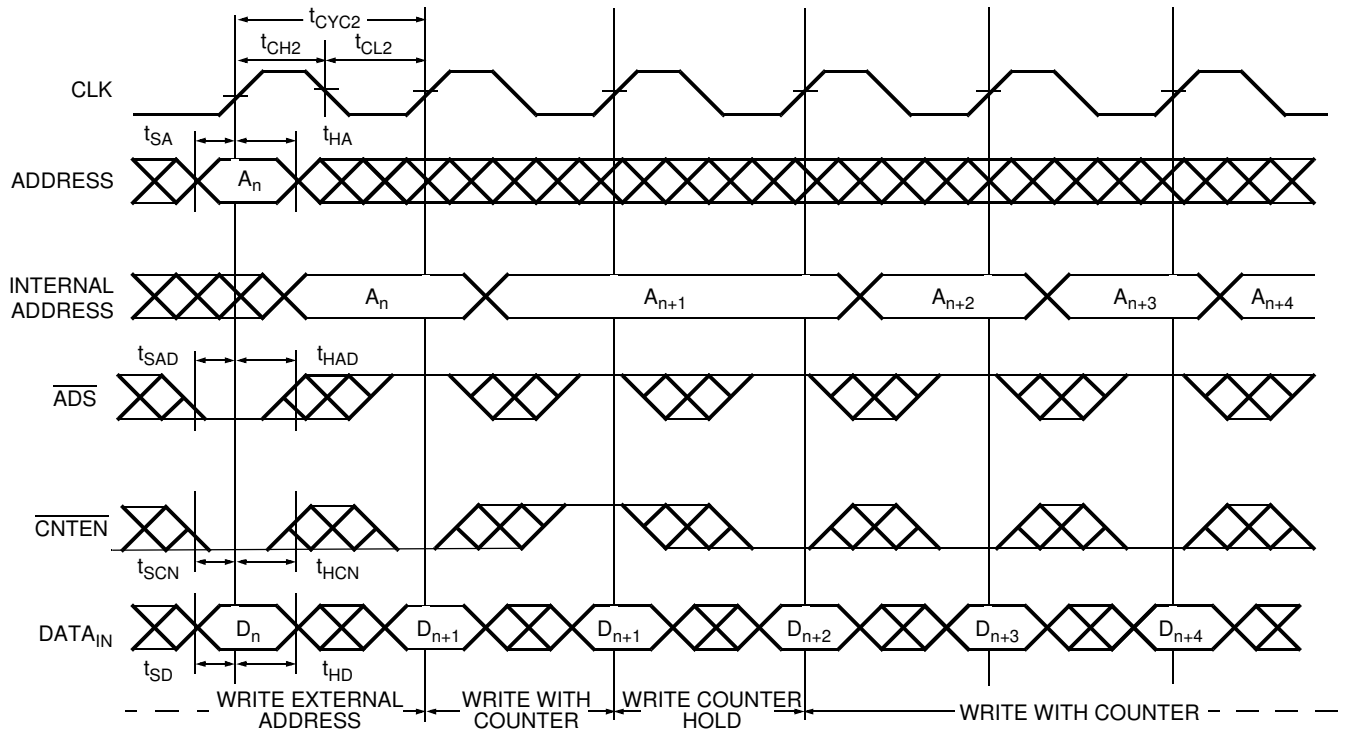 tCYC2
tCH2 tCL2
CLK
tSA tHA
ADDRESS An
INTERNAL
ADDRESS
An An+1 An+2 An+3 An+4
tSAD tHAD
ADS
CNTEN
tSCN tHCN
DATAIN Dn Dn+1 Dn+1 Dn+2 Dn+3 Dn+4
tSD tHD
WRITE EXTERNAL
ADDRESS
WRITE WITH
COUNTER
WRITE COUNTER
HOLD
WRITE WITH COUNTER